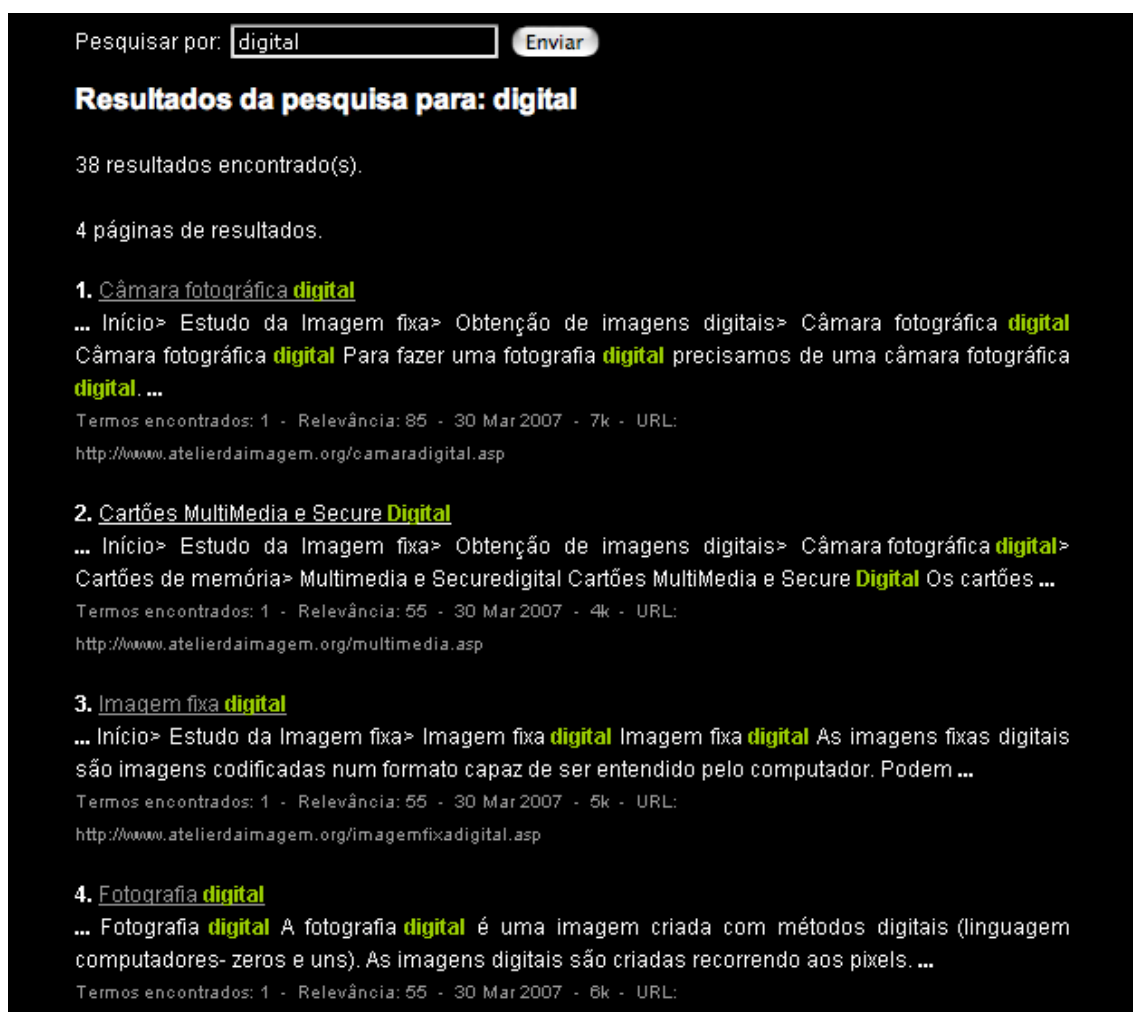 Pesquisar por: digital Enviar
Resultados da pesquisa para: digital
38 resultados encontrado(s).
4 páginas de resultados.
1. Câmara fotográfica digital
... Início> Estudo da Imagem fixa> Obtenção de imagens digitais> Câmara fotográfica digital
Câmara fotográfica digital Para fazer uma fotografia digital precisamos de uma câmara fotográfica
digital. ...
Termos encontrados: 1 - Relevância: 85 - 30 Mar 2007 - 7k - URL:
http://www.atelierdaimagem.org/camaradigital.asp
2. Cartões MultiMedia e Secure Digital
... Início> Estudo da Imagem fixa> Obtenção de imagens digitais> Câmara fotográfica digital>
Cartões de memória> Multimedia e Securedigital Cartões MultiMedia e Secure Digital Os cartões ...
Termos encontrados: 1 - Relevância: 55 - 30 Mar 2007 - 4k - URL:
http://www.atelierdaimagem.org/multimedia.asp
3. Imagem fixa digital
... Início> Estudo da Imagem fixa> Imagem fixa digital Imagem fixa digital As imagens fixas digitais
são imagens codificadas num formato capaz de ser entendido pelo computador. Podem ...
Termos encontrados: 1 - Relevância: 55 - 30 Mar 2007 - 5k - URL:
http://www.atelierdaimagem.org/imagemfixadigital.asp
4. Fotografia digital
... Fotografia digital A fotografia digital é uma imagem criada com métodos digitais (linguagem
computadores- zeros e uns). As imagens digitais são criadas recorrendo aos pixels. ...
Termos encontrados: 1 - Relevância: 55 - 30 Mar 2007 - 6k - URL: